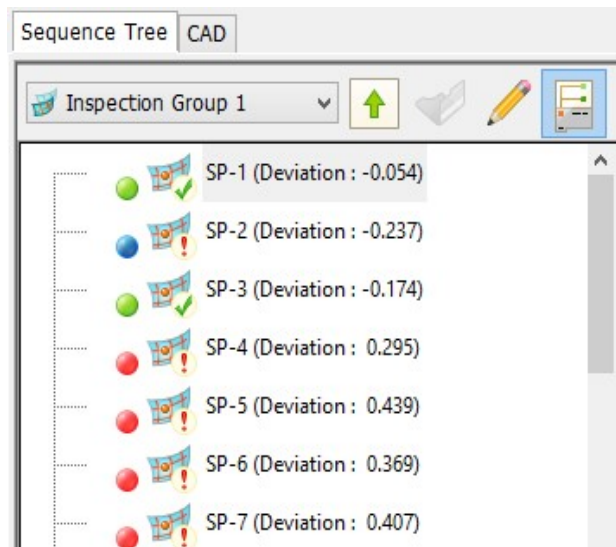 Sequence Tree CAD
Inspection Group 1
SP-1 (Deviation : -0.054)
SP-2 (Deviation : -0.237)
SP-3 (Deviation : -0.174)
SP-4 (Deviation :  0.295)
SP-5 (Deviation :  0.439)
SP-6 (Deviation :  0.369)
SP-7 (Deviation :  0.407)